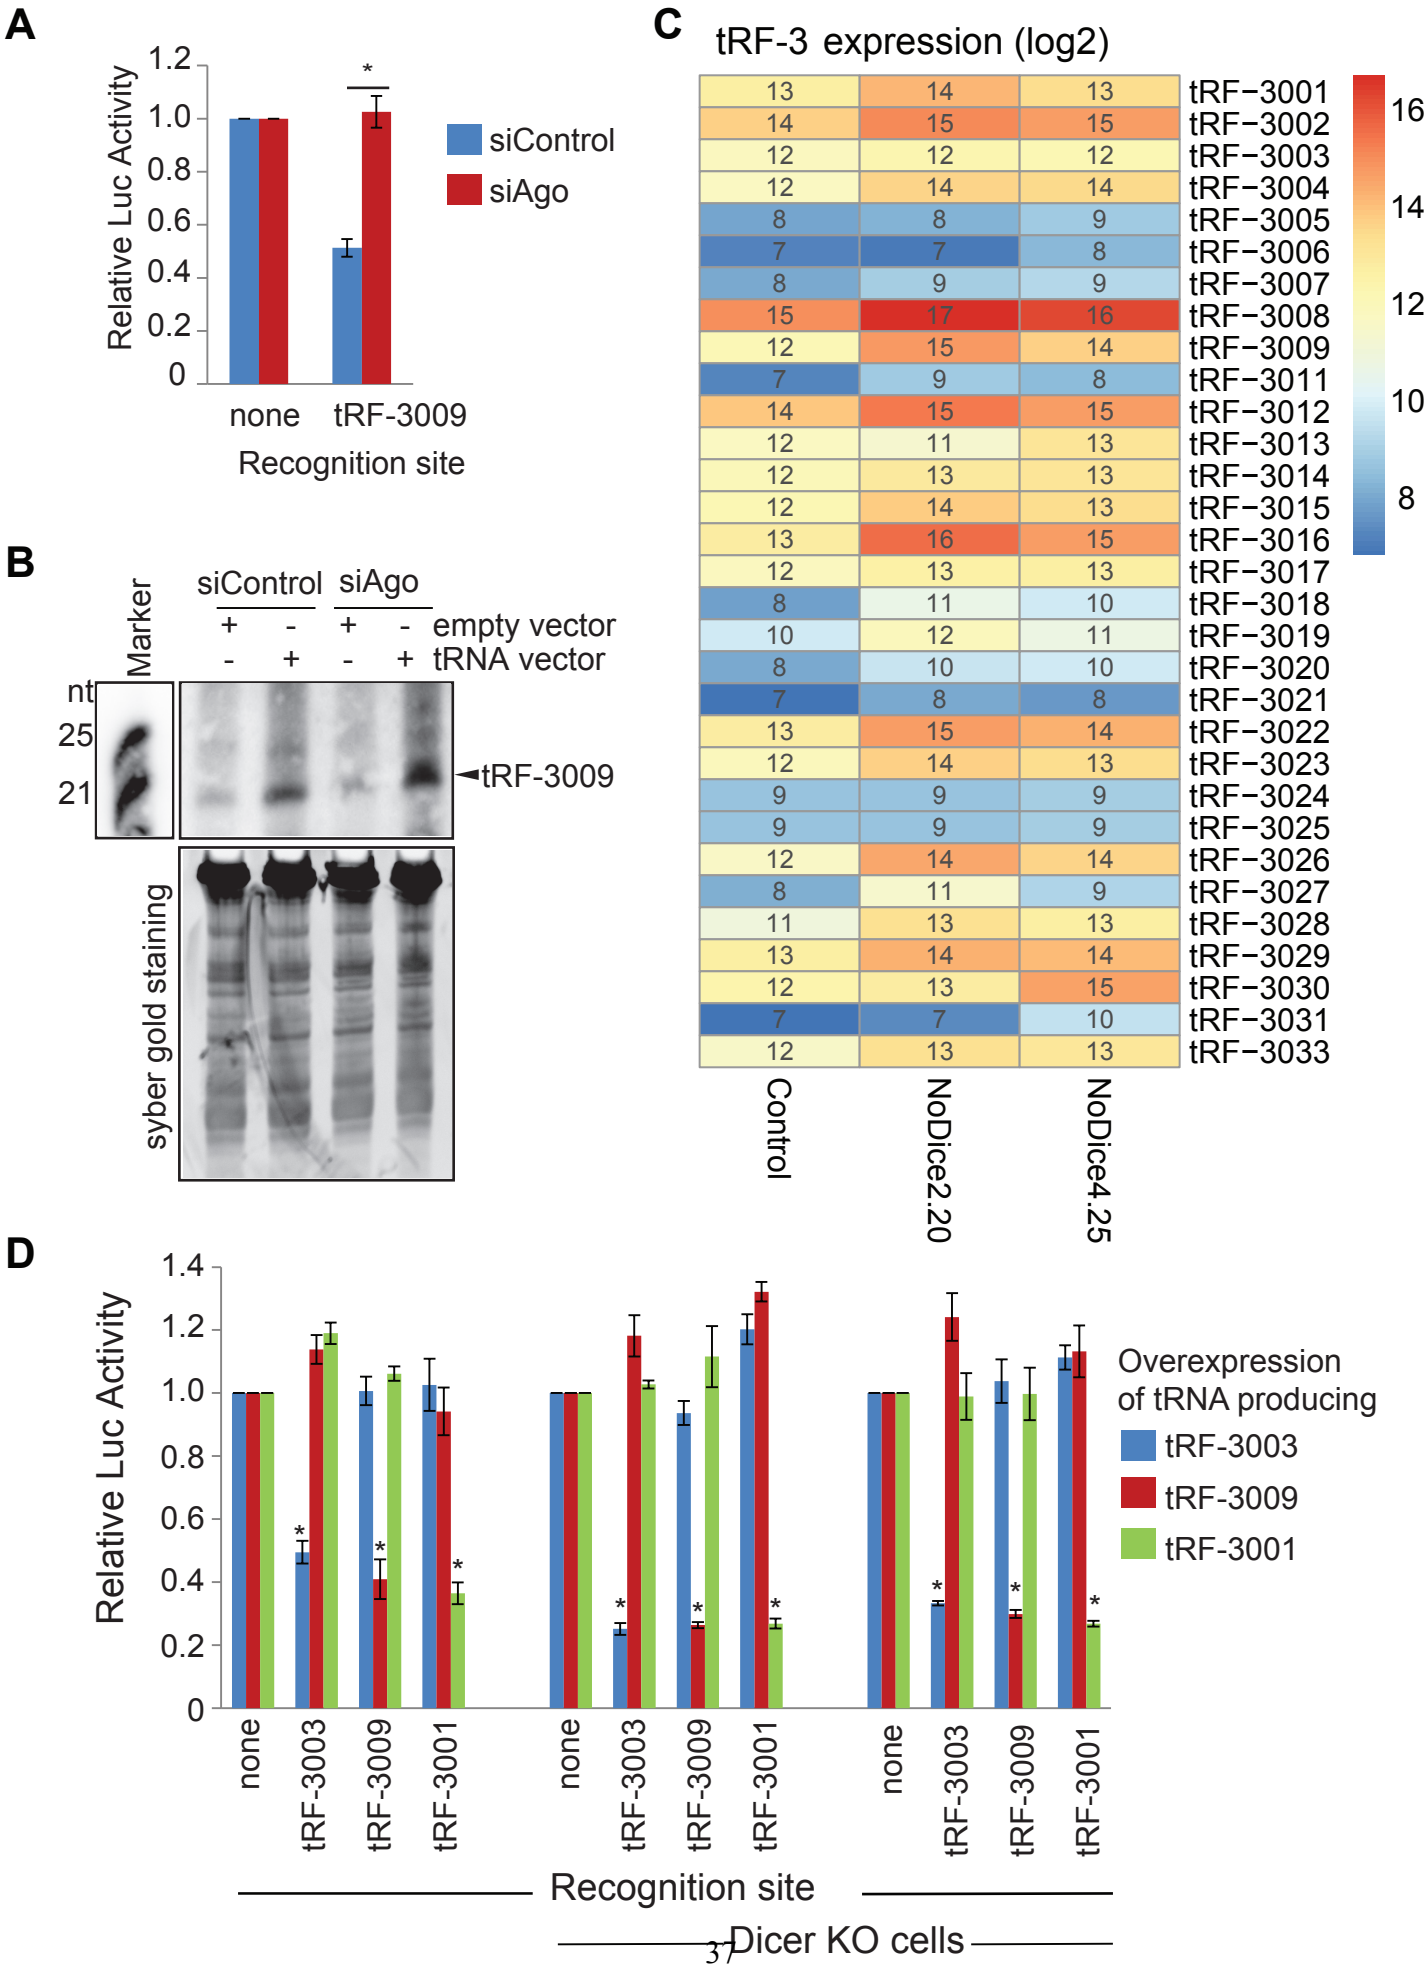 A
1.2
1.0
0.8
0.6
0.4
0.2
0
Relative Luc Activity
*
siControl
siAgo
none tRF-3009
Recognition site
B
Marker
siControl siAgo
+ - + - empty vector
- + - + tRNA vector
nt
25
21
tRF-3009
syber gold staining
C
tRF-3 expression (log2)
13 14 13 tRF−3001
14 15 15 tRF−3002
12 12 12 tRF−3003
12 14 14 tRF−3004
8 8 9 tRF−3005
7 7 8 tRF−3006
8 9 9 tRF−3007
15 17 16 tRF−3008
12 15 14 tRF−3009
7 9 8 tRF−3011
14 15 15 tRF−3012
12 11 13 tRF−3013
12 13 13 tRF−3014
12 14 13 tRF−3015
13 16 15 tRF−3016
12 13 13 tRF−3017
8 11 10 tRF−3018
10 12 11 tRF−3019
8 10 10 tRF−3020
7 8 8 tRF−3021
13 15 14 tRF−3022
12 14 13 tRF−3023
9 9 9 tRF−3024
9 9 9 tRF−3025
12 14 14 tRF−3026
8 11 9 tRF−3027
11 13 13 tRF−3028
13 14 14 tRF−3029
12 13 15 tRF−3030
7 7 10 tRF−3031
12 13 13 tRF−3033
Control NoDice2.20 NoDice4.25
16
14
12
10
8
D
1.4
1.2
1.0
0.8
0.6
0.4
0.2
0
Relative Luc Activity
* * * * * * * * *
none tRF-3003 tRF-3009 tRF-3001 none tRF-3003 tRF-3009 tRF-3001 none tRF-3003 tRF-3009 tRF-3001
Recognition site
Dicer KO cells
Overexpression
of tRNA producing
tRF-3003
tRF-3009
tRF-3001
37